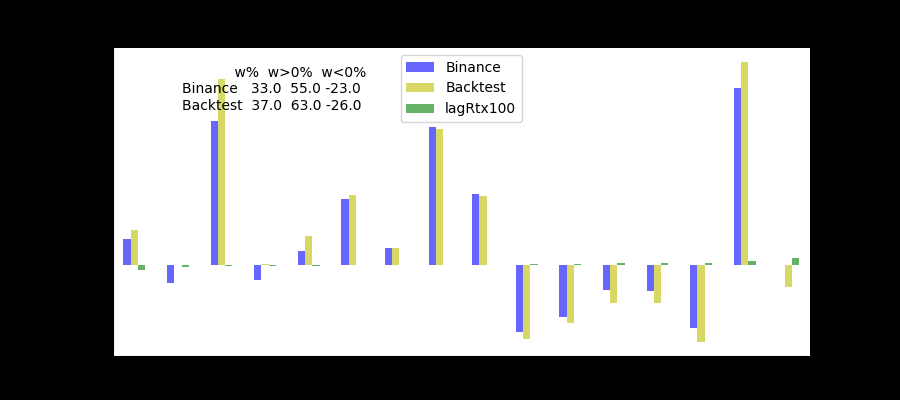 w%  w>0%  w<0%
Binance   33.0  55.0 -23.0
Backtest  37.0  63.0 -26.0
Binance
Backtest
lagRtx100